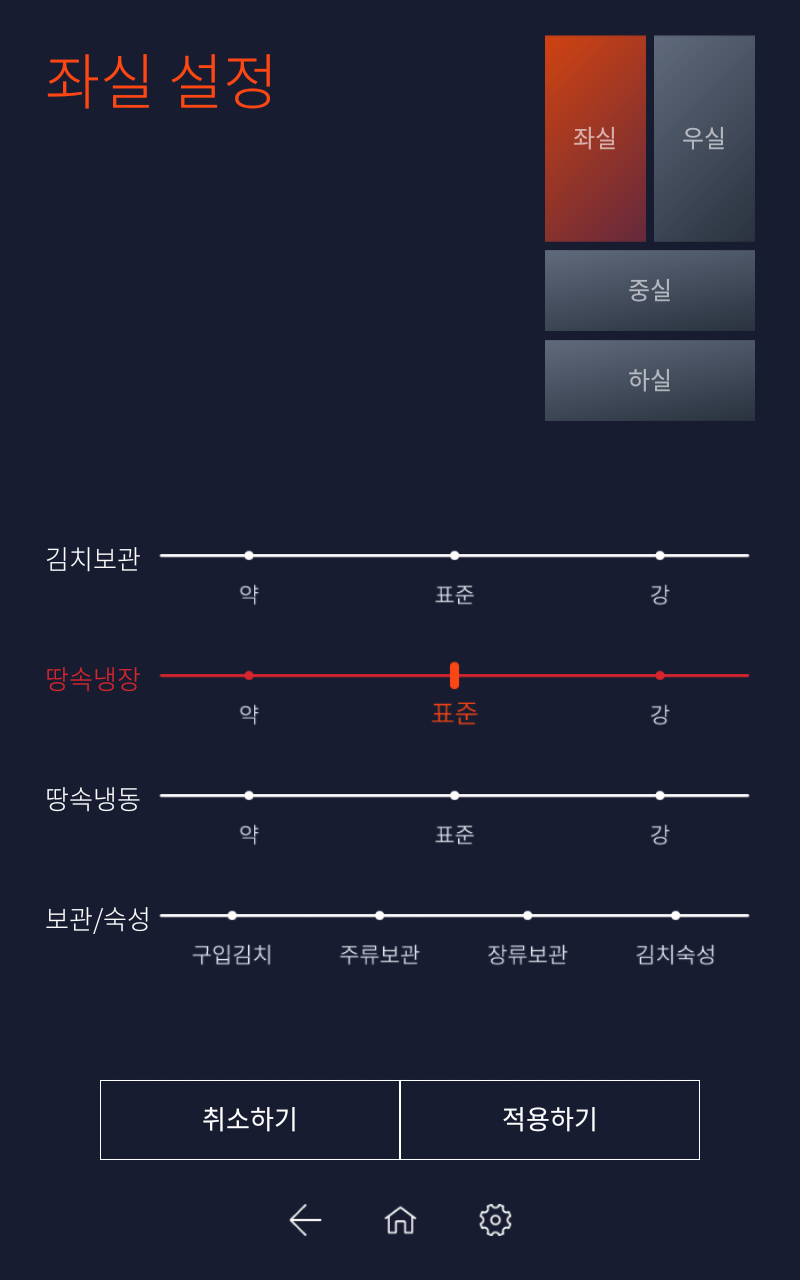 좌실 설정
좌실
우실
중실
하실
김치보관
약
표준
강
땅속냉장
약
표준
강
땅속냉동
약
표준
강
보관/숙성
구입김치
주류보관
장류보관
김치숙성
취소하기
적용하기